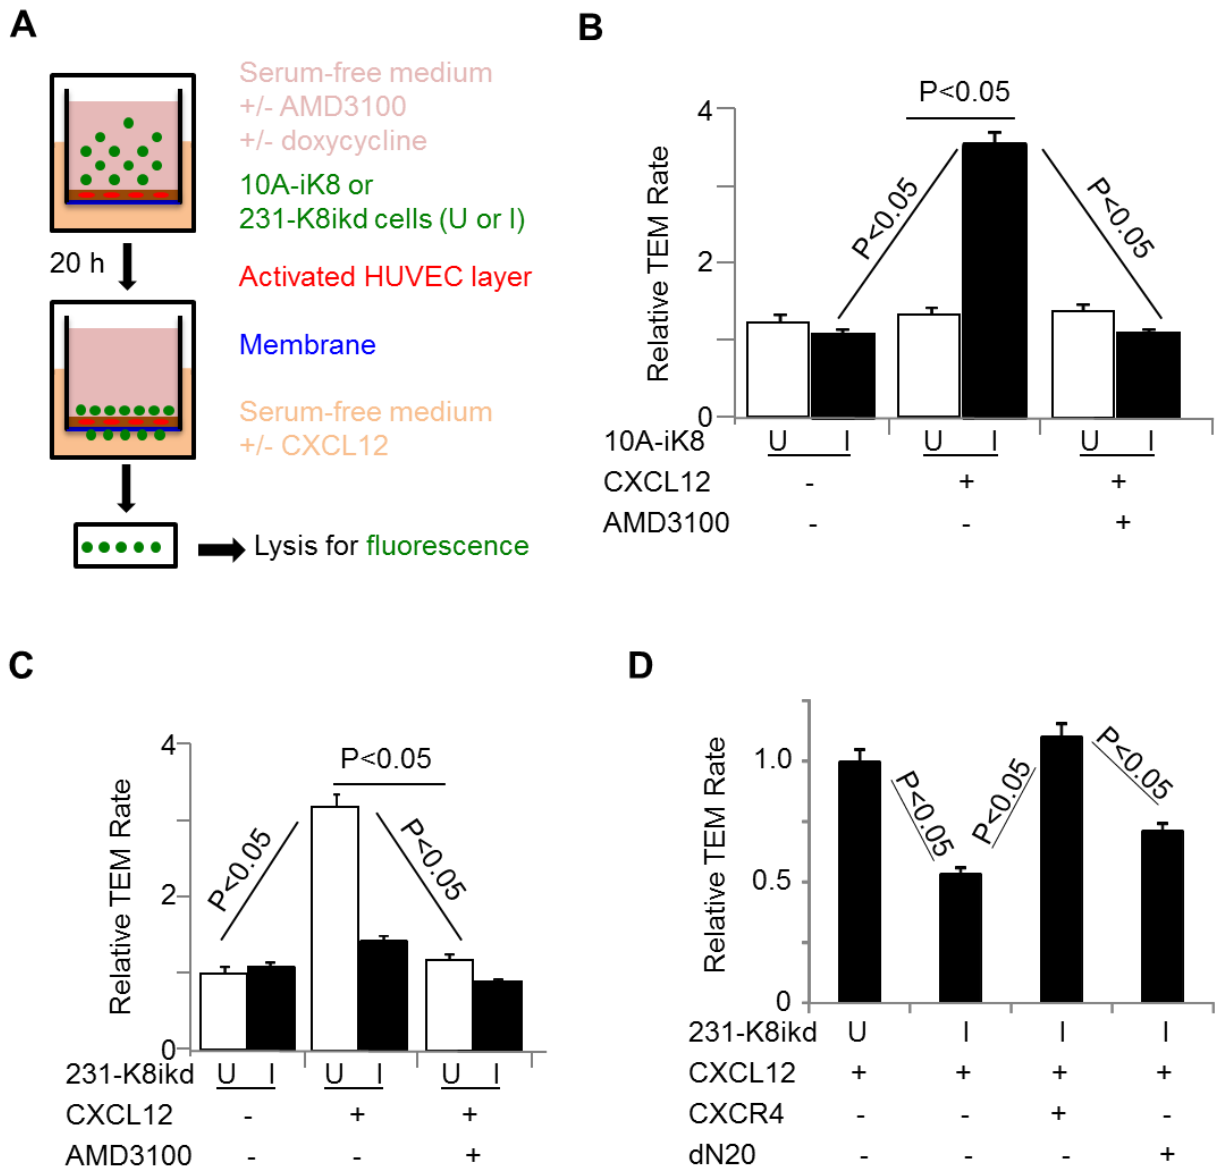 A
Serum-free medium
+/- AMD3100
+/- doxycycline
10A-iK8 or
231-K8ikd cells (U or I)
20 h
Activated HUVEC layer
Membrane
Serum-free medium
+/- CXCL12
Lysis for fluorescence
B
P<0.05
4
P<0.05
P<0.05
Relative TEM Rate
2
0
10A-iK8 U I U I U I
CXCL12 - + +
AMD3100 - - +
C
4
P<0.05
P<0.05
P<0.05
Relative TEM Rate
2
0
231-K8ikd U I U I U I
CXCL12 - + +
AMD3100 - - +
D
P<0.05
P<0.05
P<0.05
1.0
Relative TEM Rate
0.5
0
231-K8ikd U I I I
CXCL12 + + + +
CXCR4 - - + -
dN20 - - - +